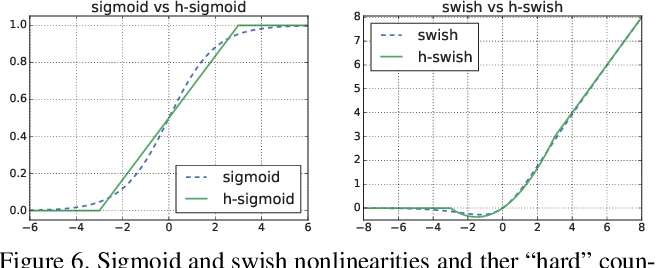 sigmoid vs h-sigmoid
1.0
0.8
0.6
0.4
0.2
0.0
−6 −4 −2 0 2 4 6
sigmoid
h-sigmoid
swish vs h-swish
8
7
6
5
4
3
2
1
0
−8 −6 −4 −2 0 2 4 6 8
swish
h-swish
Figure 6. Sigmoid and swish nonlinearities and ther “hard” coun-